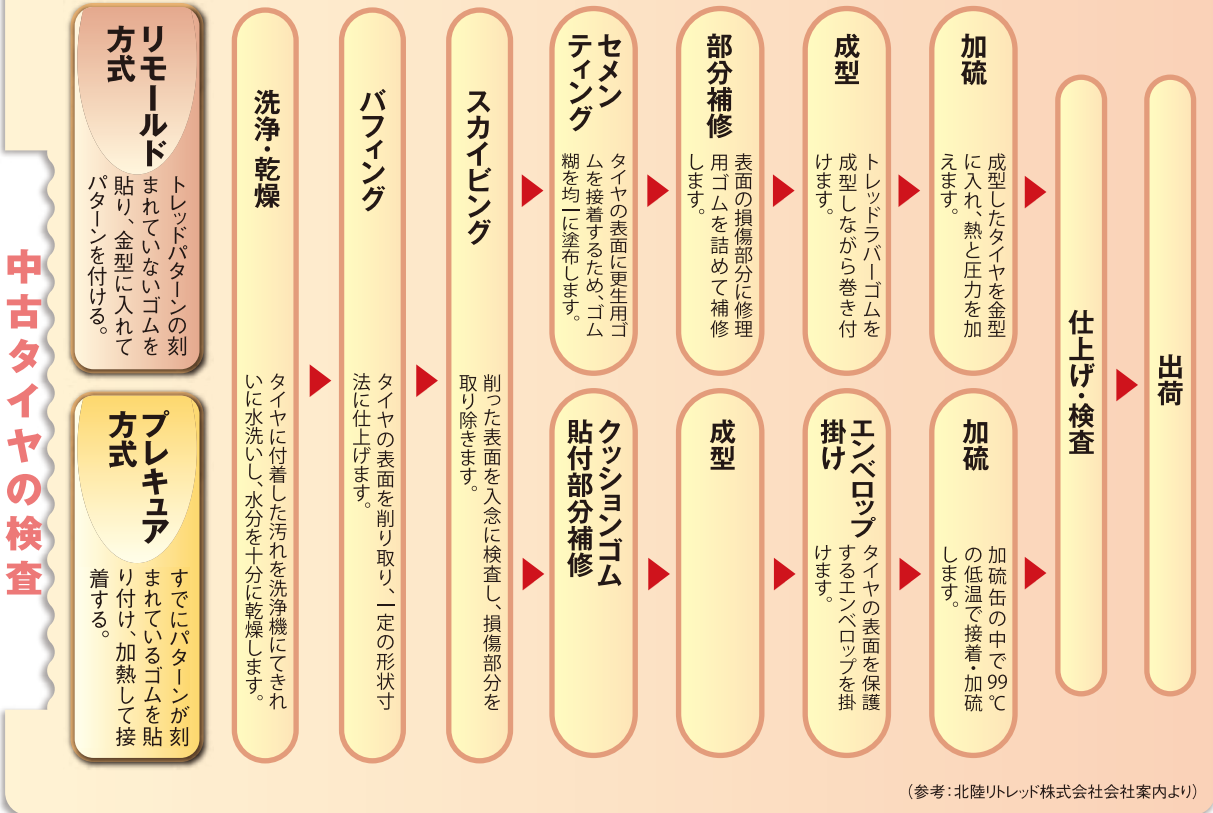 中古タイヤの検査
リモールド
方式
トレッドパターンの刻
まれていないゴムを
貼り、金型に入れて
パターンを付ける。
プレキュア
方式
すでにパターンが刻
まれているゴムを貼
り付け、加熱して接
着する。
洗浄・乾燥
タイヤに付着した汚れを洗浄機にてきれ
いに水洗いし、水分を十分に乾燥します。
バフィング
タイヤの表面を削り取り、一定の形状寸
法に仕上げます。
スカイビング
削った表面を入念に検査し、損傷部分を
取り除きます。
セメン
ティング
タイヤの表面に更生用ゴ
ムを接着するため、ゴム
糊を均一に塗布します。
部分補修
表面の損傷部分に修理
用ゴムを詰めて補修
します。
成型
トレッドラバーゴムを
成型しながら巻き付
けます。
加硫
成型したタイヤを金型
に入れ、熱と圧力を加
えます。
クッションゴム
貼付部分補修
成型
エンベロップ
掛け
タイヤの表面を保護
するエンベロップを掛
けます。
加硫
加硫缶の中で99℃
の低温で接着・加硫
します。
仕上げ・検査
出荷
（参考：北陸リトレッド株式会社会社案内より）